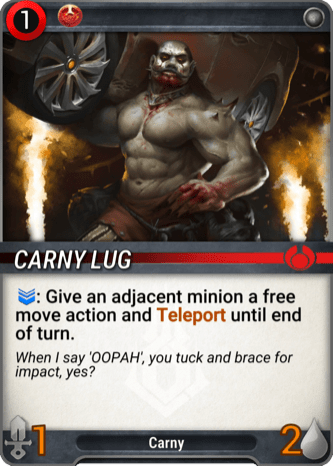 1
CARNY LUG
: Give an adjacent minion a free
move action and Teleport until end
of turn.
When I say 'OOPAH', you tuck and brace for
impact, yes?
1
Carny
2